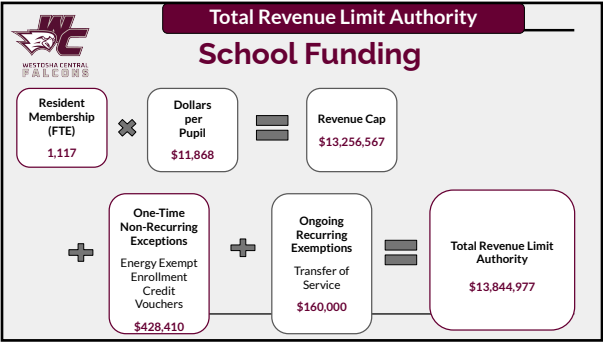 Total Revenue Limit Authority
School Funding
WC
WESTOSHA CENTRAL
FALCONS
Resident
Membership
(FTE)
1,117
Dollars
per
Pupil
$11,868
Revenue Cap
$13,256,567
One-Time
Non-Recurring
Exceptions
Energy Exempt
Enrollment
Credit
Vouchers
$428,410
Ongoing
Recurring
Exemptions
Transfer of
Service
$160,000
Total Revenue Limit
Authority
$13,844,977